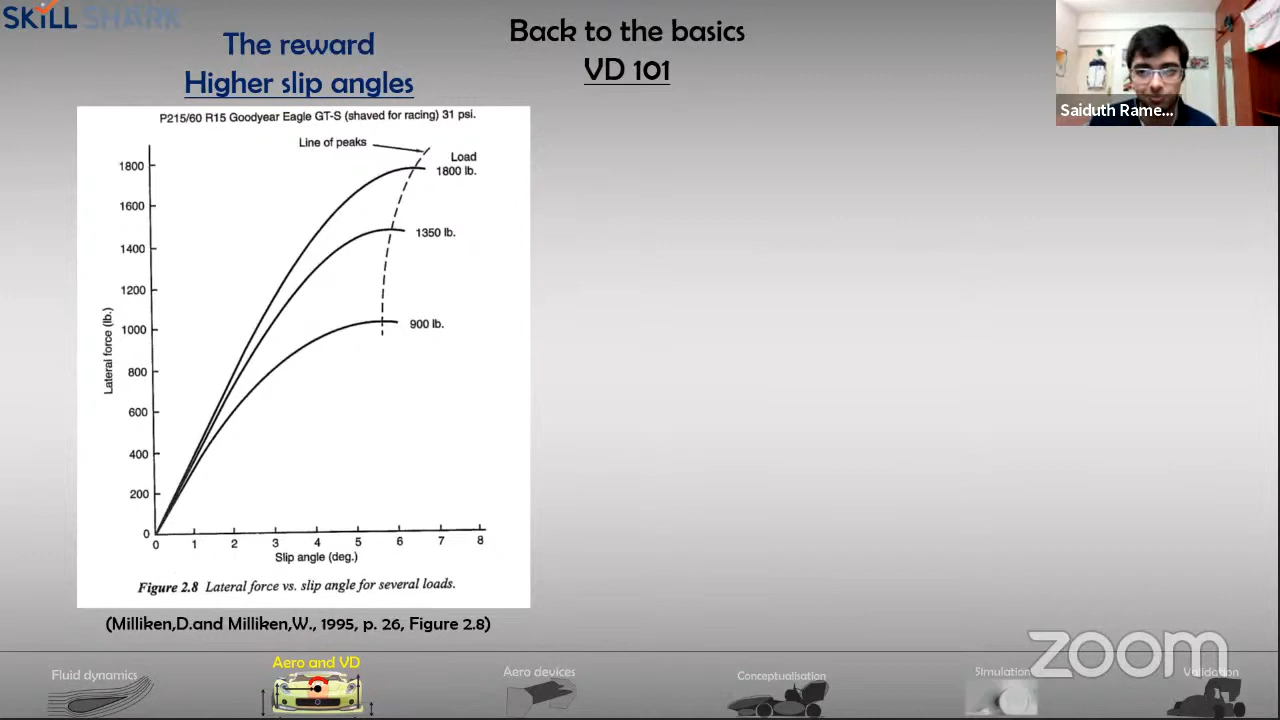 SKiLL SHARK
The reward
Higher slip angles
Back to the basics
VD 101
Saiduth Rame...
P215/60 R15 Goodyear Eagle GT-S (shaved for racing) 31 psi.
Line of peaks
Load
1800 lb.
1350 lb.
900 lb.
1800
1600
1400
1200
1000
800
600
400
200
0
Lateral force (lb.)
0 1 2 3 4 5 6 7 8
Slip angle (deg.)
Figure 2.8 Lateral force vs. slip angle for several loads.
(Milliken,D.and Milliken,W., 1995, p. 26, Figure 2.8)
zoom
Fluid dynamics
Aero and VD
Aero devices
Conceptualisation
Simulation
Validation